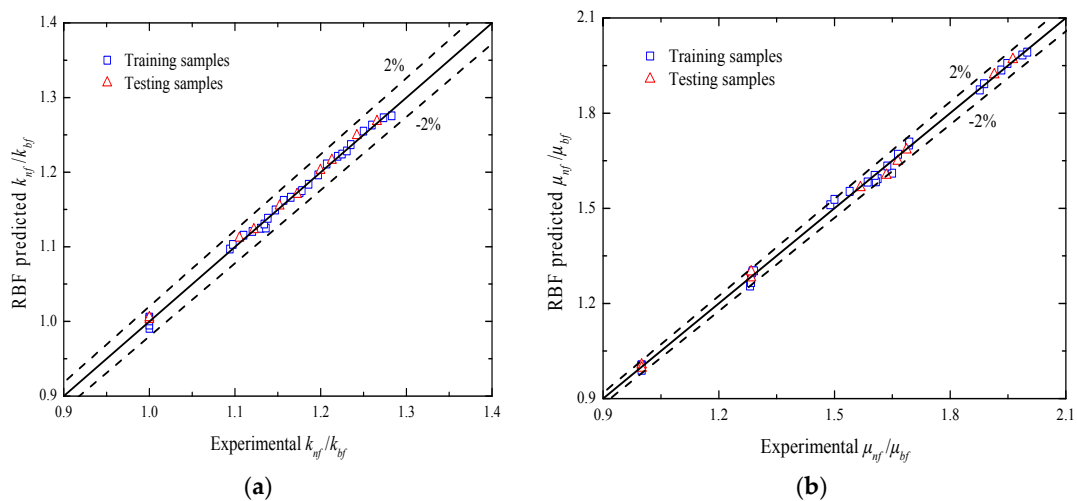 1.4
1.3
1.2
1.1
1.0
0.9
RBF predicted k_nf/k_bf
Training samples
Testing samples
2%
-2%
0.9 1.0 1.1 1.2 1.3 1.4
Experimental k_nf/k_bf
(a)
2.1
1.8
1.5
1.2
0.9
RBF predicted μ_nf/μ_bf
Training samples
Testing samples
2%
-2%
0.9 1.2 1.5 1.8 2.1
Experimental μ_nf/μ_bf
(b)